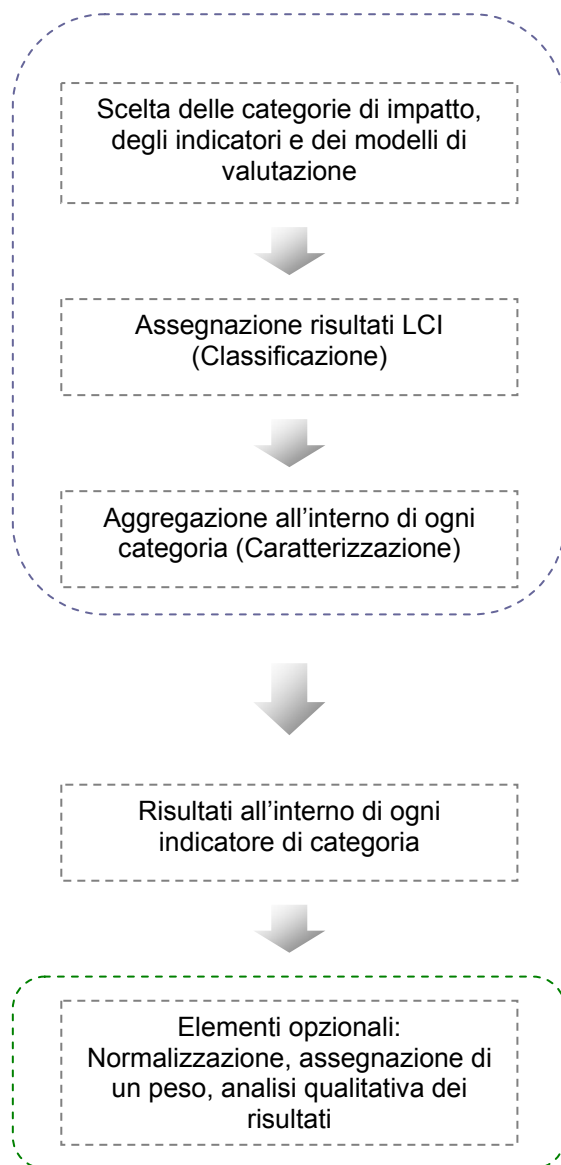 Scelta delle categorie di impatto,
degli indicatori e dei modelli di
valutazione
Assegnazione risultati LCI
(Classificazione)
Aggregazione all’interno di ogni
categoria (Caratterizzazione)
Risultati all’interno di ogni
indicatore di categoria
Elementi opzionali:
Normalizzazione, assegnazione di
un peso, analisi qualitativa dei
risultati